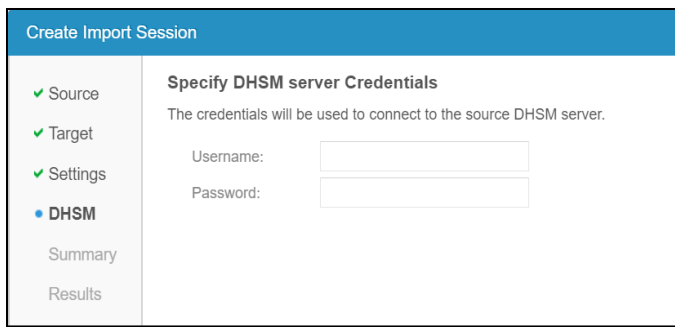 Create Import Session
Source
Target
Settings
DHSM
Summary
Results
Specify DHSM server Credentials
The credentials will be used to connect to the source DHSM server.
Username:
Password: